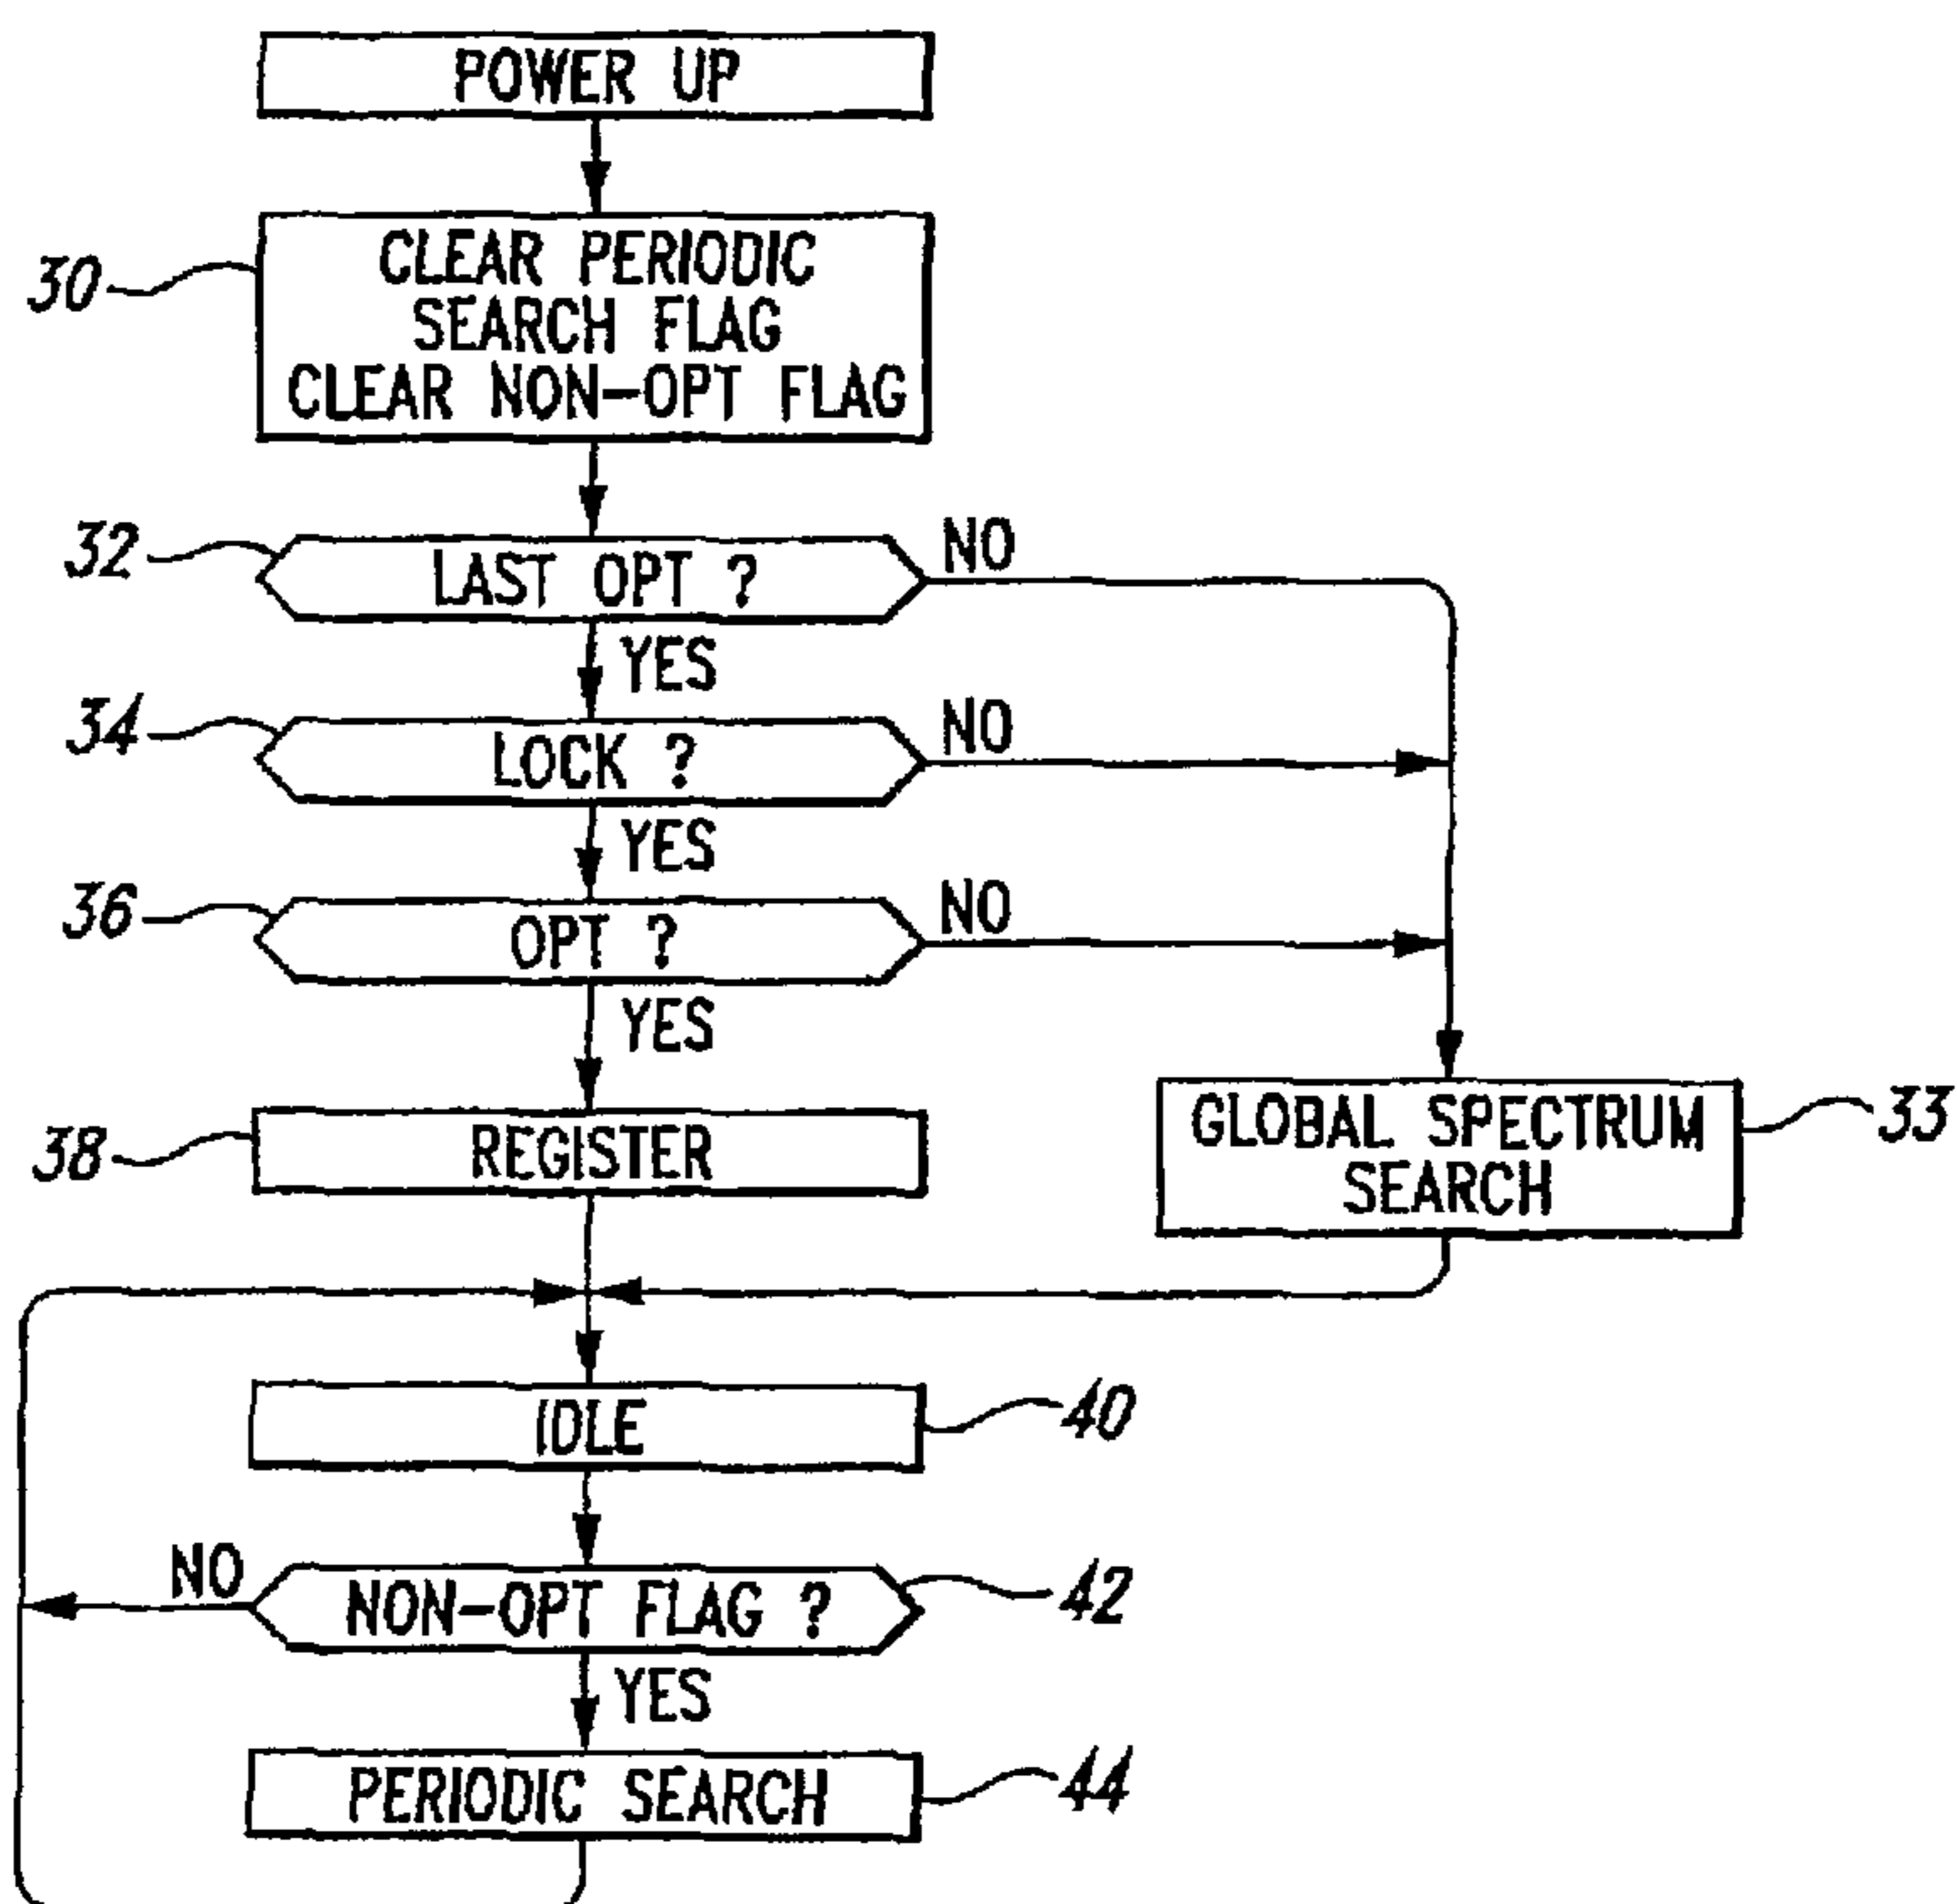 POWER UP
30
CLEAR PERIODIC
SEARCH FLAG
CLEAR NON-OPT FLAG
32
LAST OPT ?
NO
YES
34
LOCK ?
NO
YES
36
OPT ?
NO
YES
38
REGISTER
GLOBAL SPECTRUM
SEARCH
33
IDLE
40
NO
NON-OPT FLAG ?
42
YES
PERIODIC SEARCH
44